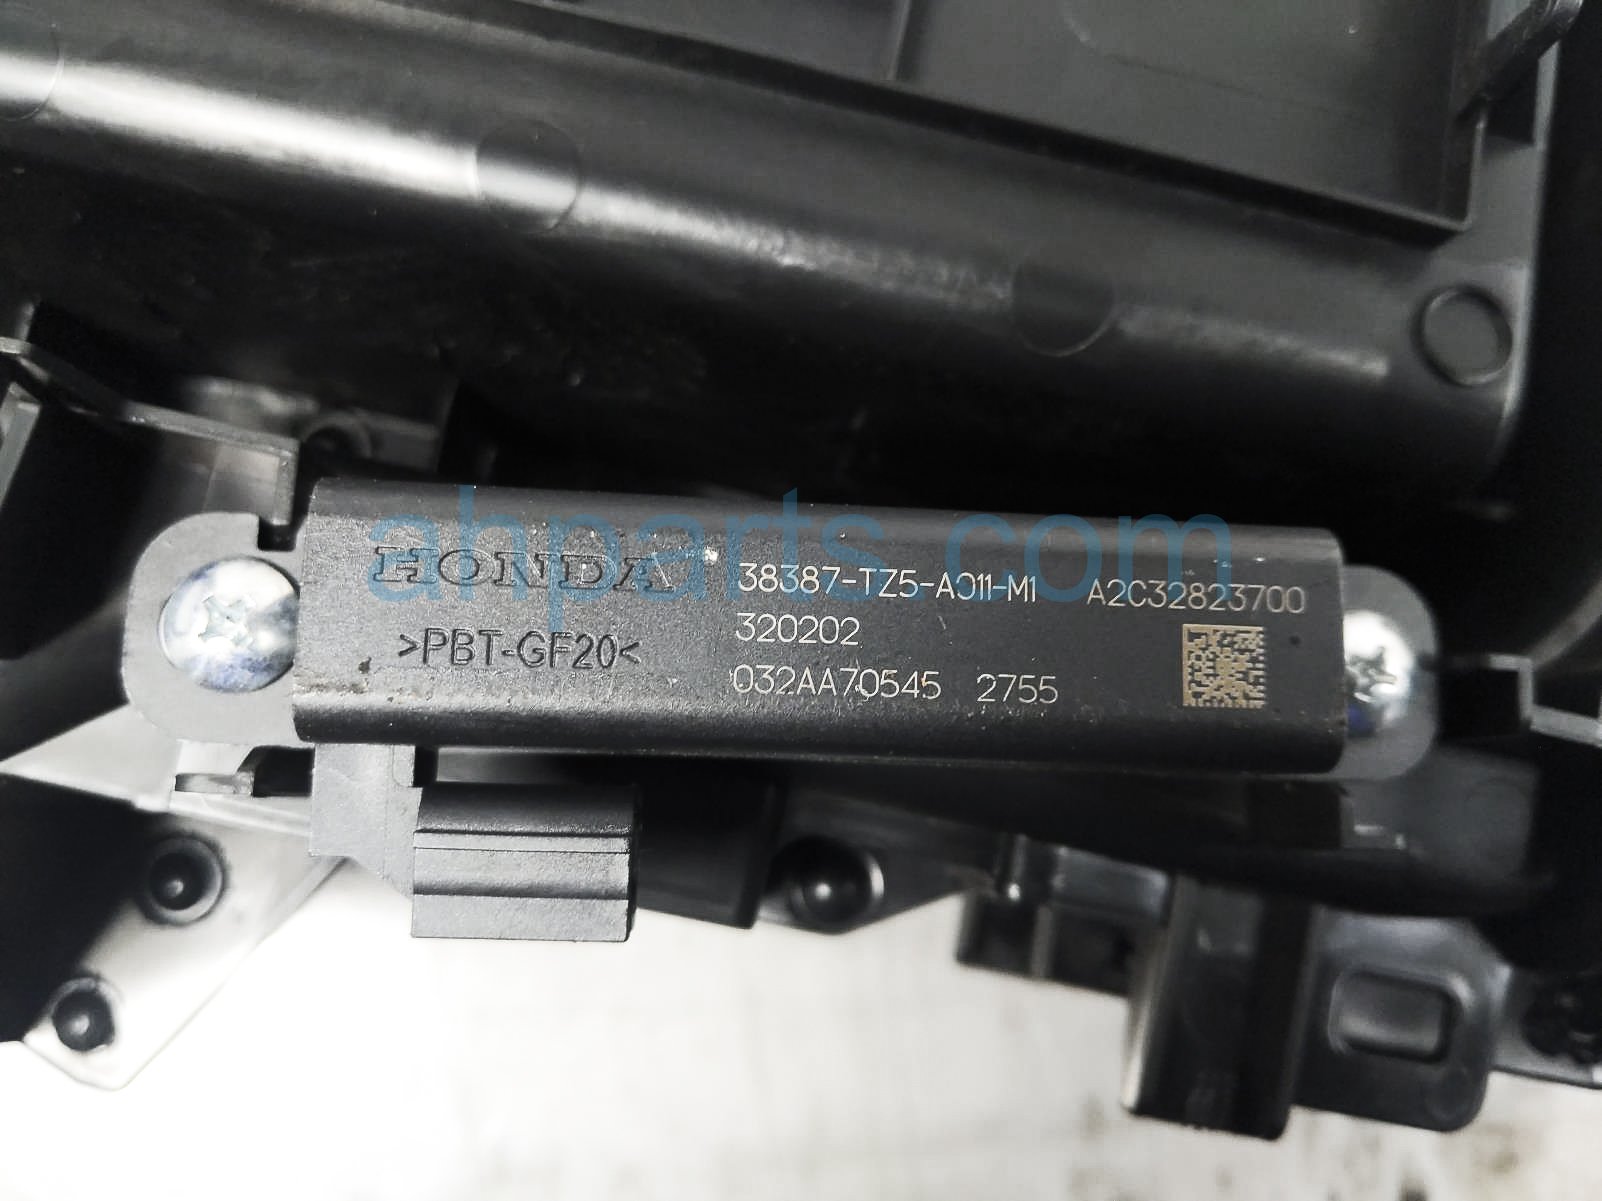 HONDA
>PBT-GF20<
38387-TZ5-A011-M1 A2C32823700
320202
032AA70545 2755
ahparts.com